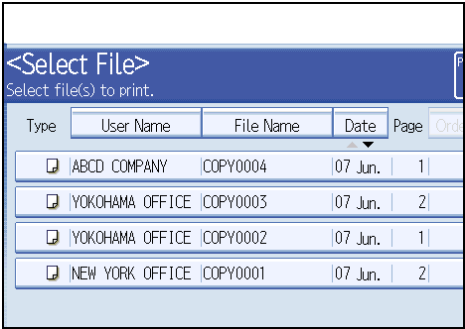 <Select File>
Select file(s) to print.
Type User Name File Name Date Page Orde
ABCD COMPANY COPY0004 07 Jun. 1
YOKOHAMA OFFICE COPY0003 07 Jun. 2
YOKOHAMA OFFICE COPY0002 07 Jun. 1
NEW YORK OFFICE COPY0001 07 Jun. 2